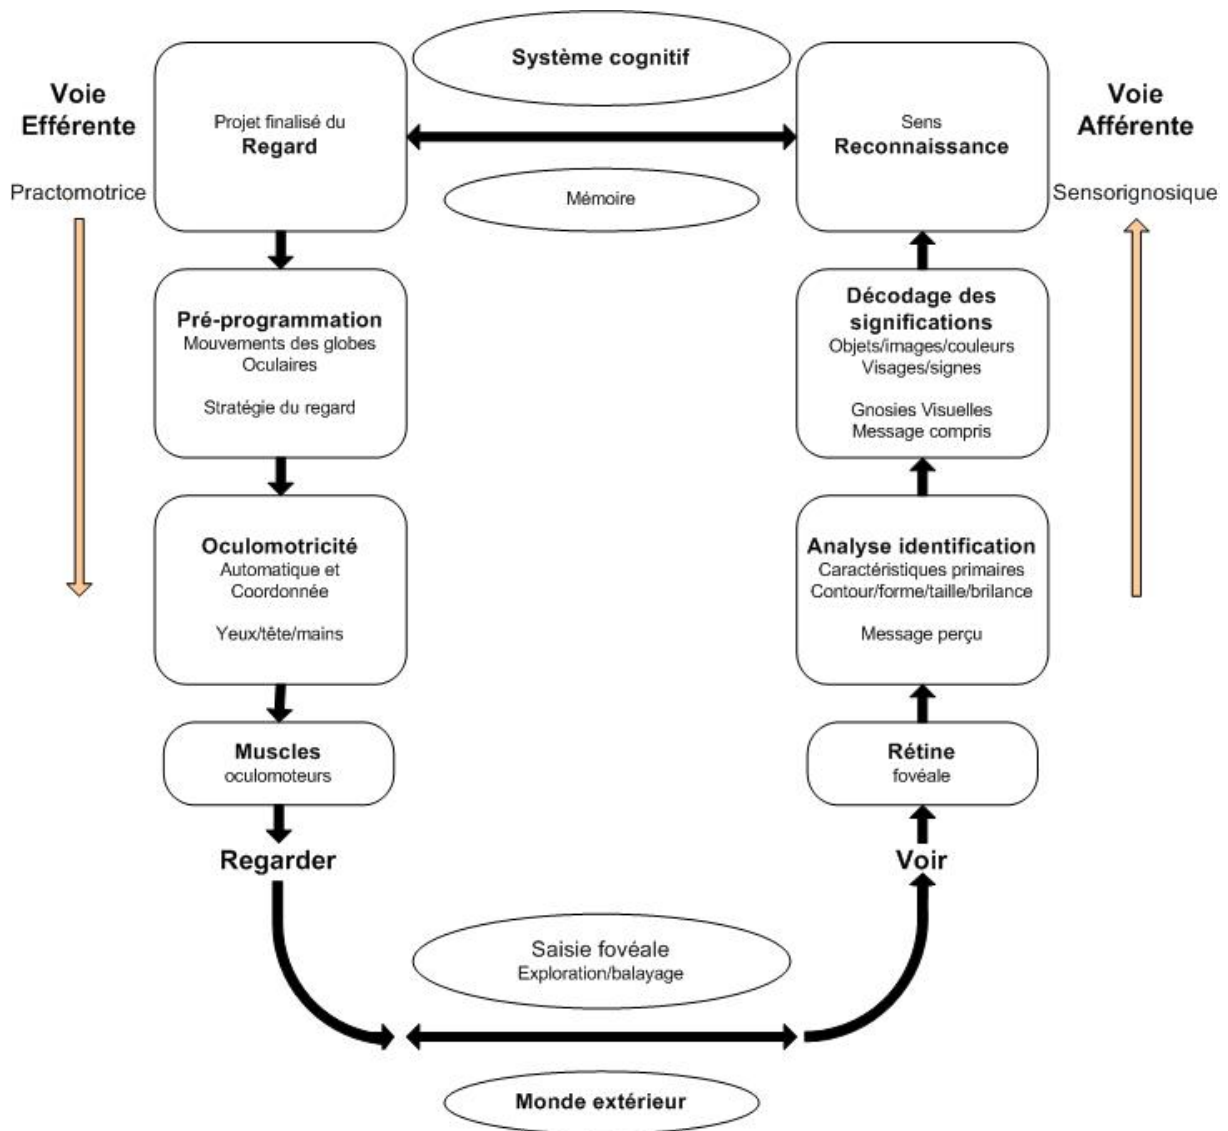 Système cognitif
Voie
Efférente
Practomotrice
Projet finalisé du
Regard
Mémoire
Sens
Reconnaissance
Voie
Afférente
Sensorignosique
Pré-programmation
Mouvements des globes
Oculaires
Stratégie du regard
Décodage des
significations
Objets/images/couleurs
Visages/signes
Gnosies Visuelles
Message compris
Oculomotricité
Automatique et
Coordonnée
Yeux/tête/mains
Analyse identification
Caractéristiques primaires
Contour/forme/taille/brilance
Message perçu
Muscles
oculomoteurs
Rétine
fovéale
Regarder
Voir
Saisie fovéale
Exploration/balayage
Monde extérieur